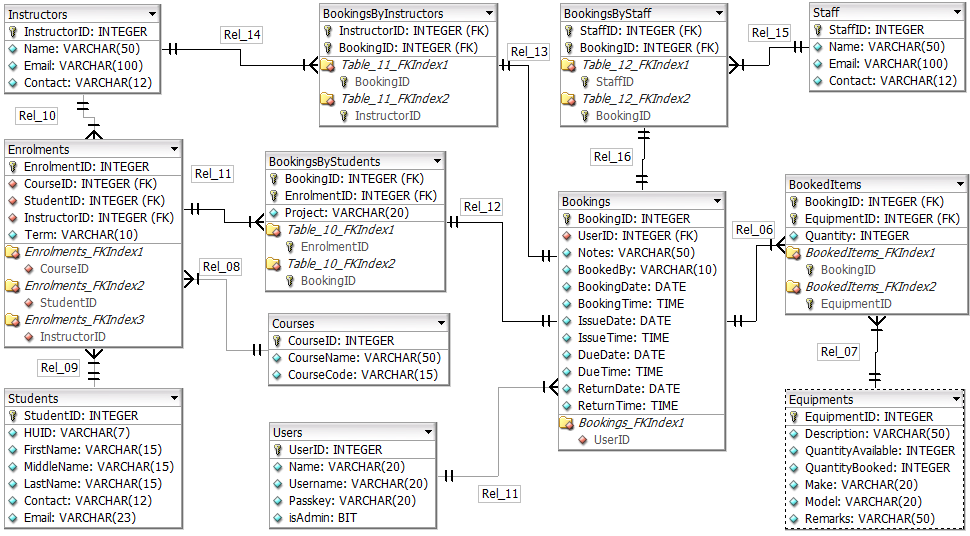 Instructors
InstructorID: INTEGER
Name: VARCHAR(50)
Email: VARCHAR(100)
Contact: VARCHAR(12)
Rel_14
BookingsByInstructors
InstructorID: INTEGER (FK)
BookingID: INTEGER (FK)
Table_11_FKIndex1
BookingID
Table_11_FKIndex2
InstructorID
Rel_13
BookingsByStaff
StaffID: INTEGER (FK)
BookingID: INTEGER (FK)
Table_12_FKIndex1
StaffID
Table_12_FKIndex2
BookingID
Rel_15
Staff
StaffID: INTEGER
Name: VARCHAR(50)
Email: VARCHAR(100)
Contact: VARCHAR(12)
Rel_10
Enrolments
EnrolmentID: INTEGER
CourseID: INTEGER (FK)
StudentID: INTEGER (FK)
InstructorID: INTEGER (FK)
Term: VARCHAR(10)
Enrolments_FKIndex1
CourseID
Enrolments_FKIndex2
StudentID
Enrolments_FKIndex3
InstructorID
Rel_11
BookingsByStudents
BookingID: INTEGER (FK)
EnrolmentID: INTEGER (FK)
Project: VARCHAR(20)
Table_10_FKIndex1
EnrolmentID
Table_10_FKIndex2
BookingID
Rel_12
Rel_16
Bookings
BookingID: INTEGER
UserID: INTEGER (FK)
Notes: VARCHAR(50)
BookedBy: VARCHAR(10)
BookingDate: DATE
BookingTime: TIME
IssueDate: DATE
IssueTime: TIME
DueDate: DATE
DueTime: TIME
ReturnDate: DATE
ReturnTime: TIME
Bookings_FKIndex1
UserID
Rel_06
BookedItems
BookingID: INTEGER (FK)
EquipmentID: INTEGER (FK)
Quantity: INTEGER
BookedItems_FKIndex1
BookingID
BookedItems_FKIndex2
EquipmentID
Rel_08
Courses
CourseID: INTEGER
CourseName: VARCHAR(50)
CourseCode: VARCHAR(15)
Rel_09
Rel_07
Students
StudentID: INTEGER
HUID: VARCHAR(7)
FirstName: VARCHAR(15)
MiddleName: VARCHAR(15)
LastName: VARCHAR(15)
Contact: VARCHAR(12)
Email: VARCHAR(23)
Users
UserID: INTEGER
Name: VARCHAR(20)
Username: VARCHAR(20)
Passkey: VARCHAR(20)
isAdmin: BIT
Rel_11
Equipments
EquipmentID: INTEGER
Description: VARCHAR(50)
QuantityAvailable: INTEGER
QuantityBooked: INTEGER
Make: VARCHAR(20)
Model: VARCHAR(20)
Remarks: VARCHAR(50)